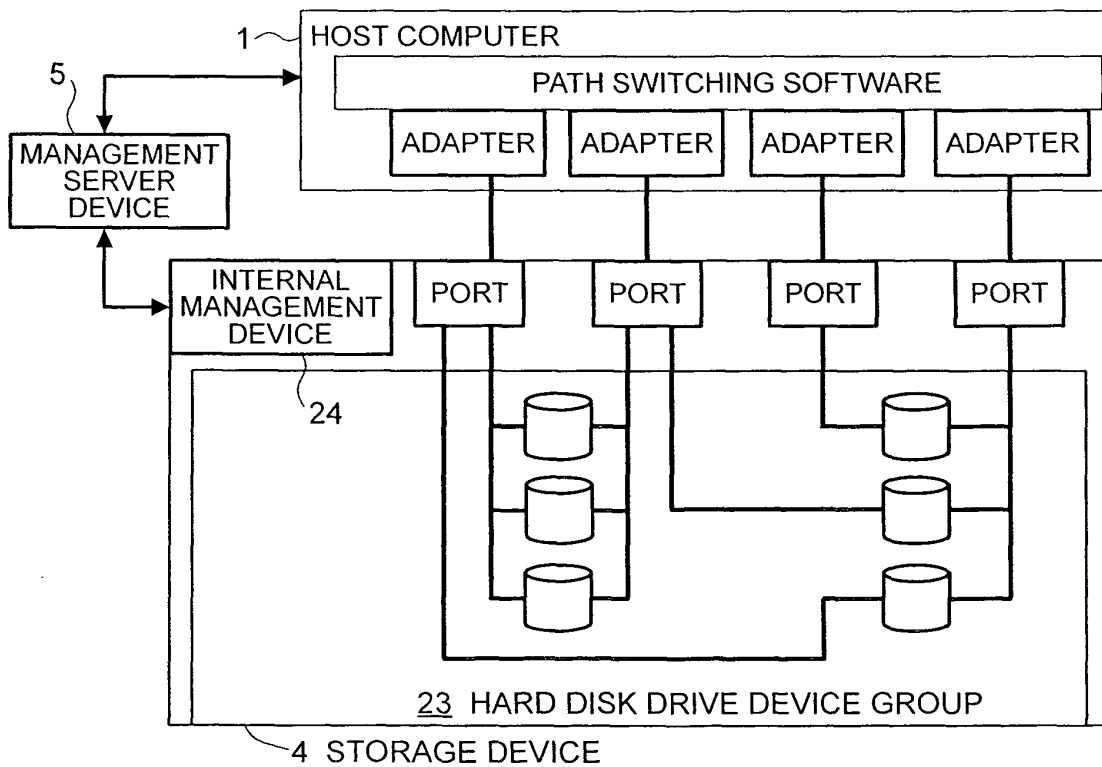 1 HOST COMPUTER
PATH SWITCHING SOFTWARE
ADAPTER ADAPTER ADAPTER ADAPTER
5
MANAGEMENT
SERVER
DEVICE
INTERNAL
MANAGEMENT
DEVICE
PORT PORT PORT PORT
24
23 HARD DISK DRIVE DEVICE GROUP
4 STORAGE DEVICE